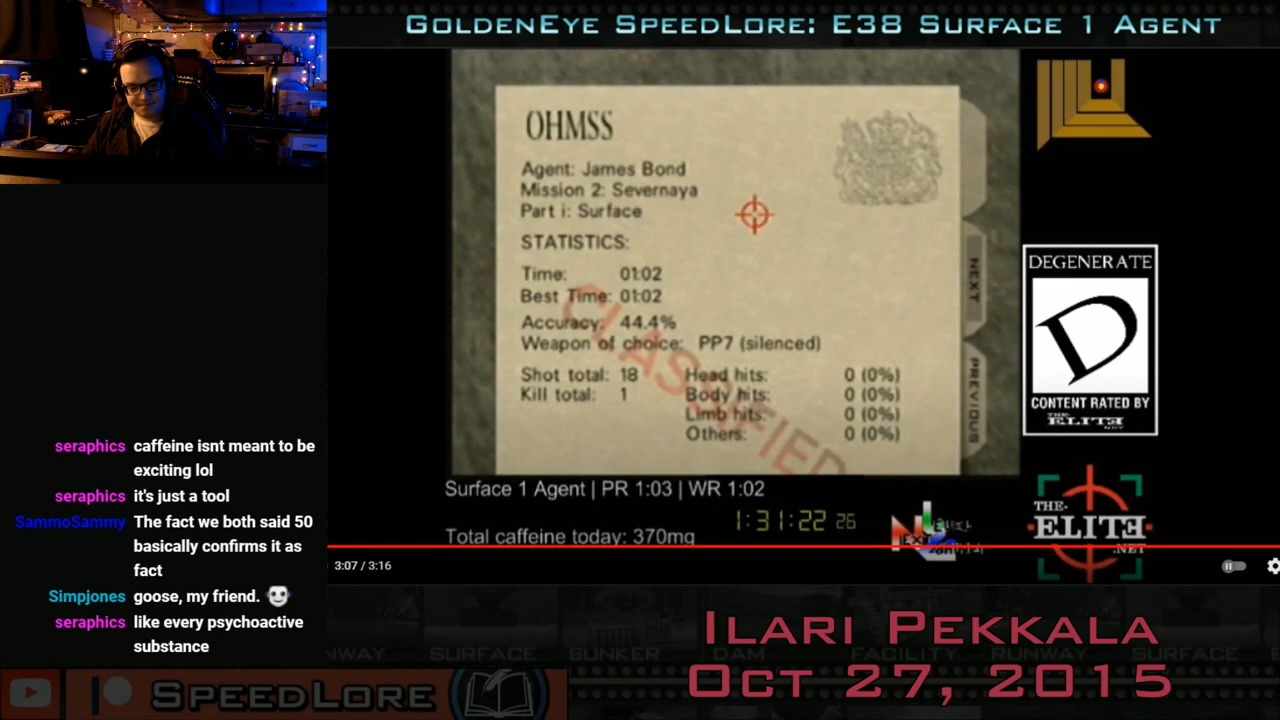 GoldenEye SpeedLore: E38 Surface 1 Agent
OHMSS
Agent: James Bond
Mission 2: Severnaya
Part i: Surface
STATISTICS:
Time: 01:02
Best Time: 01:02
Accuracy: 44.4%
Weapon of choice: PP7 (silenced)
Shot total: 18
Kill total: 1
Head hits: 0 (0%)
Body hits: 0 (0%)
Limb hits: 0 (0%)
Others: 0 (0%)
CLASSIFIED
NEXT
PREVIOUS
DEGENERATE
D
CONTENT RATED BY
THE-ELITE
THE-
ELITE
.NET
Surface 1 Agent | PR 1:03 | WR 1:02
1:31:22 26
Total caffeine today: 370mg
3:07 / 3:16
seraphics caffeine isnt meant to be
exciting lol
seraphics it's just a tool
SammoSammy The fact we both said 50
basically confirms it as
fact
Simpjones goose, my friend.
seraphics like every psychoactive
substance
Ilari Pekkala
Oct 27, 2015
SURFACE
BUNKER
DAM
FACILITY
RUNWAY
SURFACE
SpeedLore